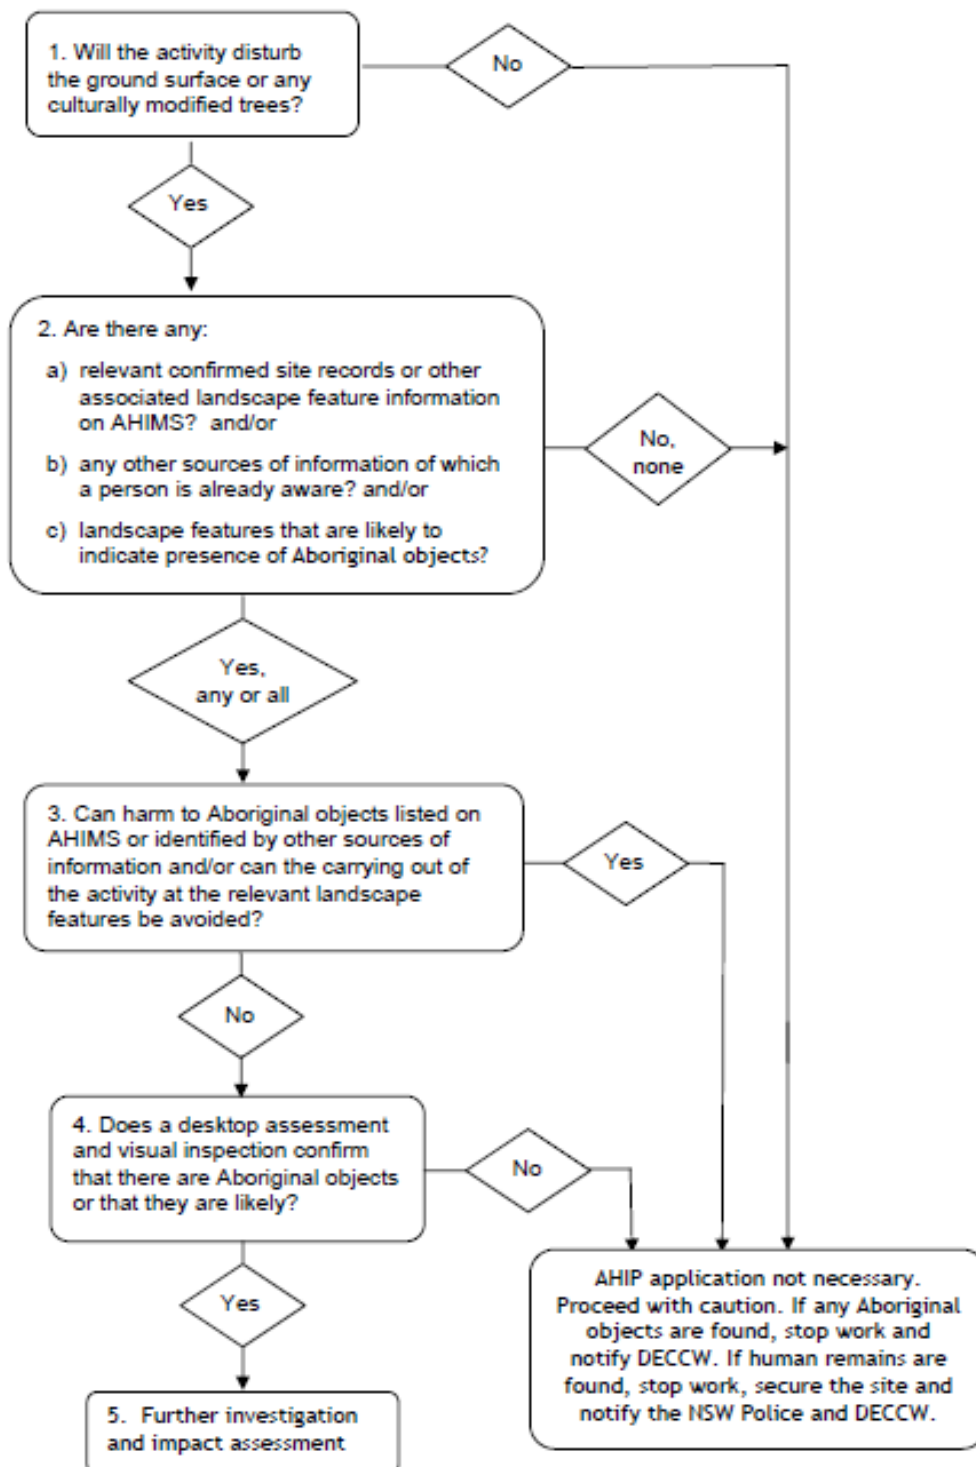 1. Will the activity disturb
the ground surface or any
culturally modified trees?
No
Yes
2. Are there any:
a) relevant confirmed site records or other
associated landscape feature information
on AHIMS? and/or
b) any other sources of information of which
a person is already aware? and/or
c) landscape features that are likely to
indicate presence of Aboriginal objects?
No,
none
Yes,
any or all
3. Can harm to Aboriginal objects listed on
AHIMS or identified by other sources of
information and/or can the carrying out of
the activity at the relevant landscape
features be avoided?
Yes
No
4. Does a desktop assessment
and visual inspection confirm
that there are Aboriginal objects
or that they are likely?
No
Yes
AHIP application not necessary.
Proceed with caution. If any Aboriginal
objects are found, stop work and
notify DECCW. If human remains are
found, stop work, secure the site and
notify the NSW Police and DECCW.
5. Further investigation
and impact assessment